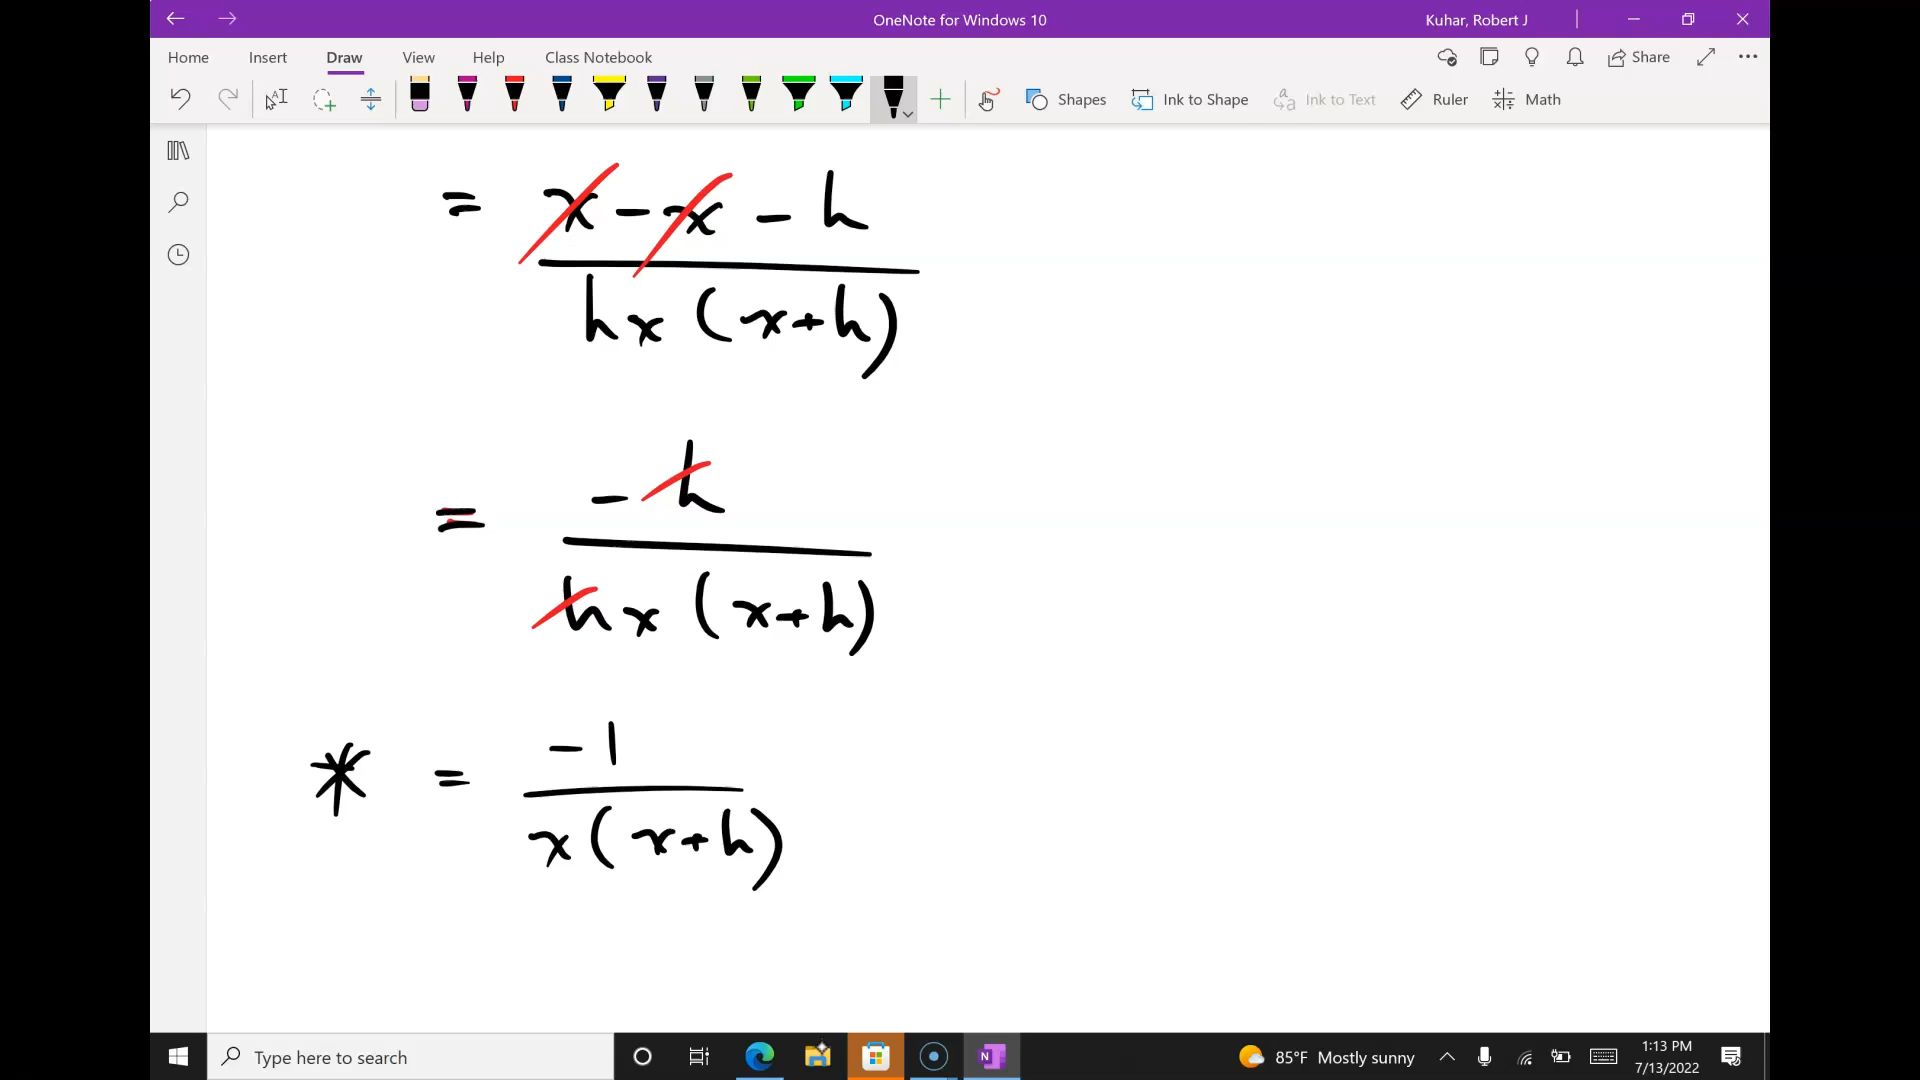 OneNote for Windows 10 Kuhar, Robert J
Home Insert Draw View Help Class Notebook Share
Shapes Ink to Shape Ink to Text Ruler Math
= x - x - h
hx (x+h)
= - h
hx (x+h)
* = -1
x(x+h)
Type here to search 85°F Mostly sunny 1:13 PM
7/13/2022